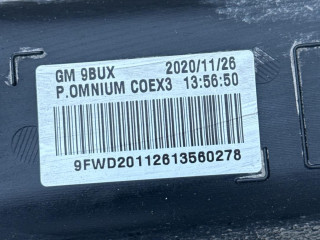 GM 9BUX 2020/11/26
P.OMNIUM COEX3 13:56:50
9FWD20112613560278